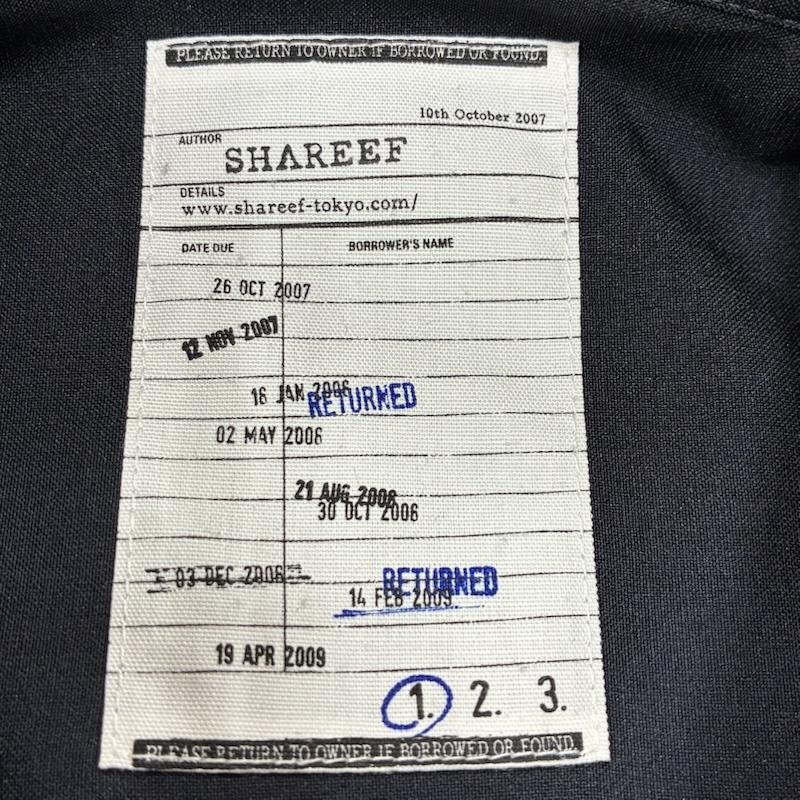 PLEASE RETURN TO OWNER IF BORROWED OR FOUND.
10th October 2007
AUTHOR
SHAREEF
DETAILS
www.shareef-tokyo.com/
DATE DUE BORROWER'S NAME
26 OCT 2007
12 NOV 2007
16 JAN 2006
RETURNED
02 MAY 2006
21 AUG 2006
30 OCT 2006
03 DEC 2006
RETURNED
14 FEB 2009
19 APR 2009
1. 2. 3.
PLEASE RETURN TO OWNER IF BORROWED OR FOUND.